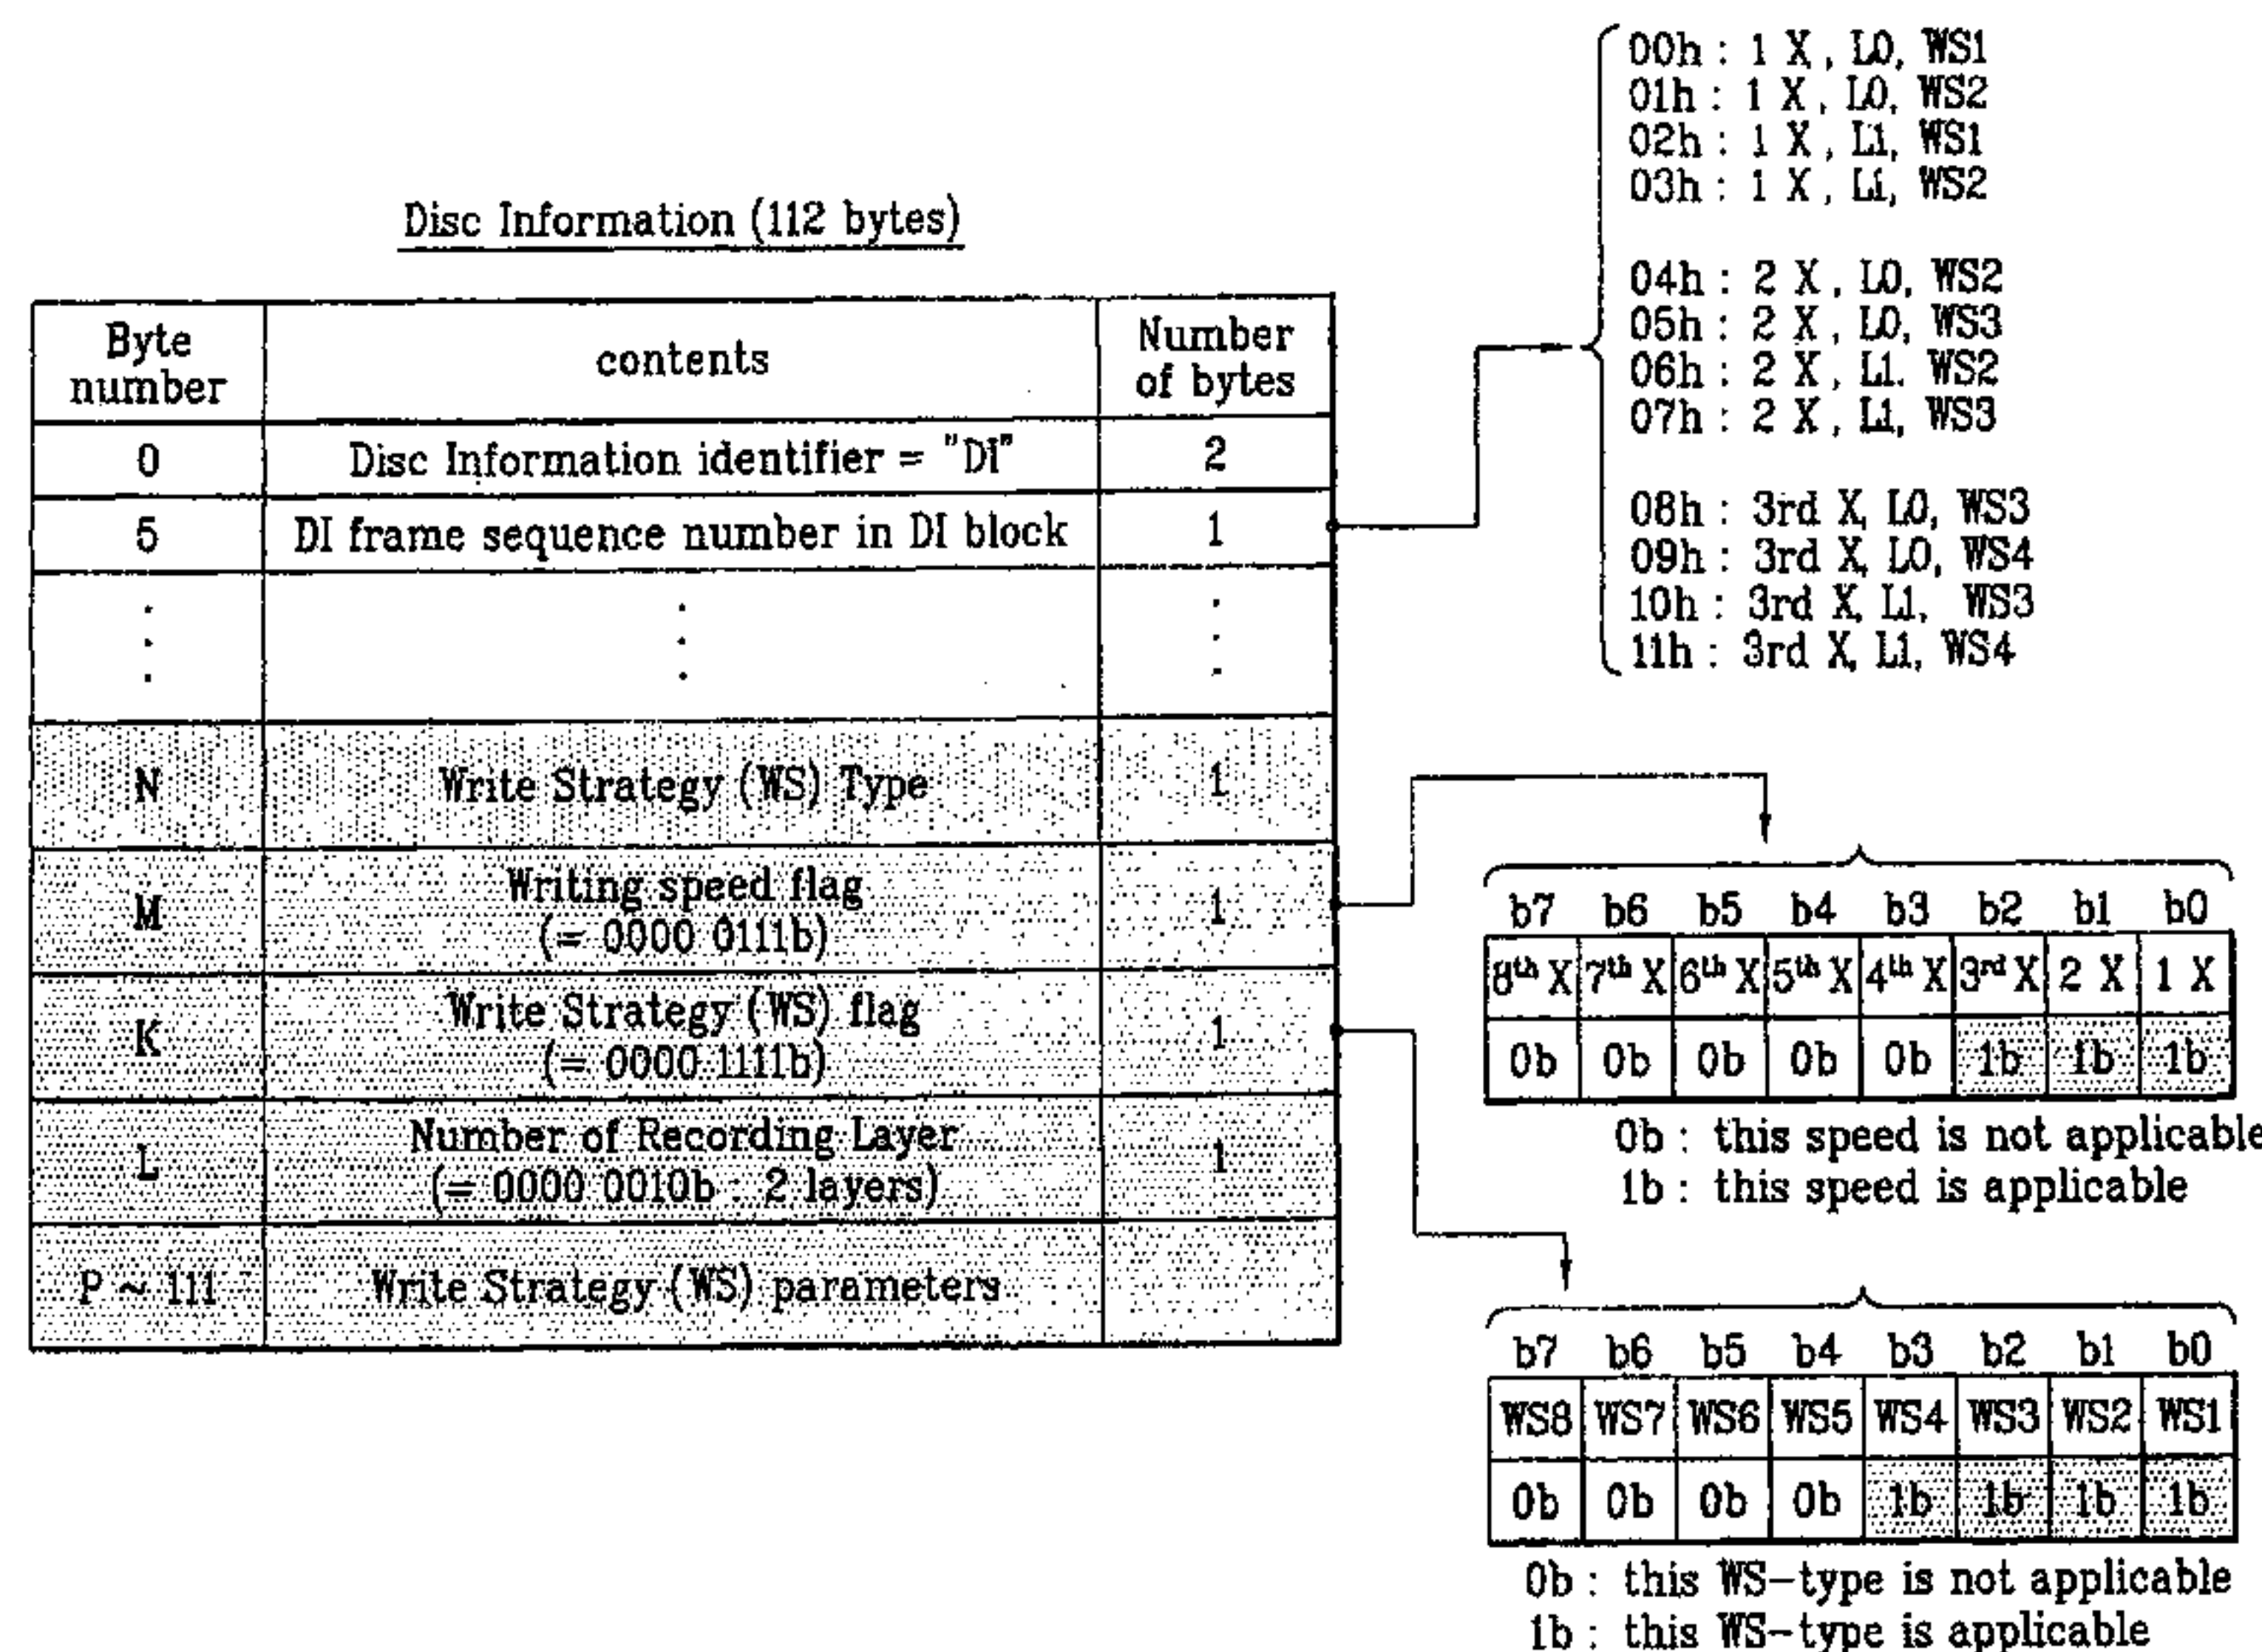 Disc Information (112 bytes)
Byte number
contents
Number of bytes
0
Disc Information identifier = "DI"
2
5
DI frame sequence number in DI block
1
N
Write Strategy (WS) Type
1
M
Writing speed flag
(= 0000 0111b)
1
K
Write Strategy (WS) flag
(= 0000 1111b)
1
L
Number of Recording Layer
(= 0000 0010b : 2 layers)
1
P ~ 111
Write Strategy (WS) parameters
00h : 1 X , L0, WS1
01h : 1 X , L0, WS2
02h : 1 X , L1, WS1
03h : 1 X , L1, WS2
04h : 2 X , L0, WS2
05h : 2 X , L0, WS3
06h : 2 X , L1. WS2
07h : 2 X , L1, WS3
08h : 3rd X, L0, WS3
09h : 3rd X, L0, WS4
10h : 3rd X, L1, WS3
11h : 3rd X, L1, WS4
b7 b6 b5 b4 b3 b2 b1 b0
8th X 7th X 6th X 5th X 4th X 3rd X 2 X 1 X
0b 0b 0b 0b 0b 1b 1b 1b
0b : this speed is not applicable
1b : this speed is applicable
b7 b6 b5 b4 b3 b2 b1 b0
WS8 WS7 WS6 WS5 WS4 WS3 WS2 WS1
0b 0b 0b 0b 1b 1b 1b 1b
0b : this WS-type is not applicable
1b : this WS-type is applicable